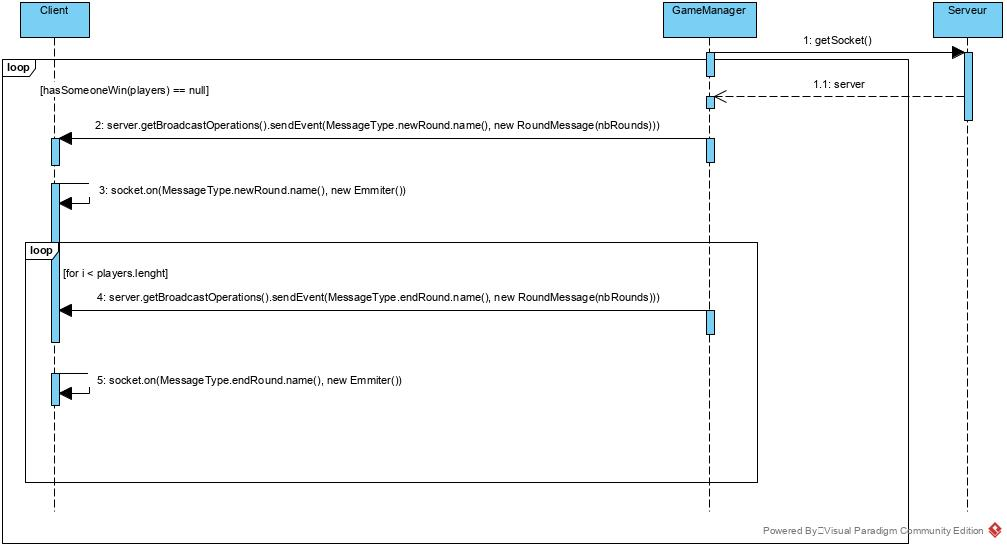 Client
GameManager
Serveur
1: getSocket()
loop
[hasSomeoneWin(players) == null]
1.1: server
2: server.getBroadcastOperations().sendEvent(MessageType.newRound.name(), new RoundMessage(nbRounds)))
3: socket.on(MessageType.newRound.name(), new Emmiter())
loop
[for i < players.lenght]
4: server.getBroadcastOperations().sendEvent(MessageType.endRound.name(), new RoundMessage(nbRounds)))
5: socket.on(MessageType.endRound.name(), new Emmiter())
Powered By Visual Paradigm Community Edition